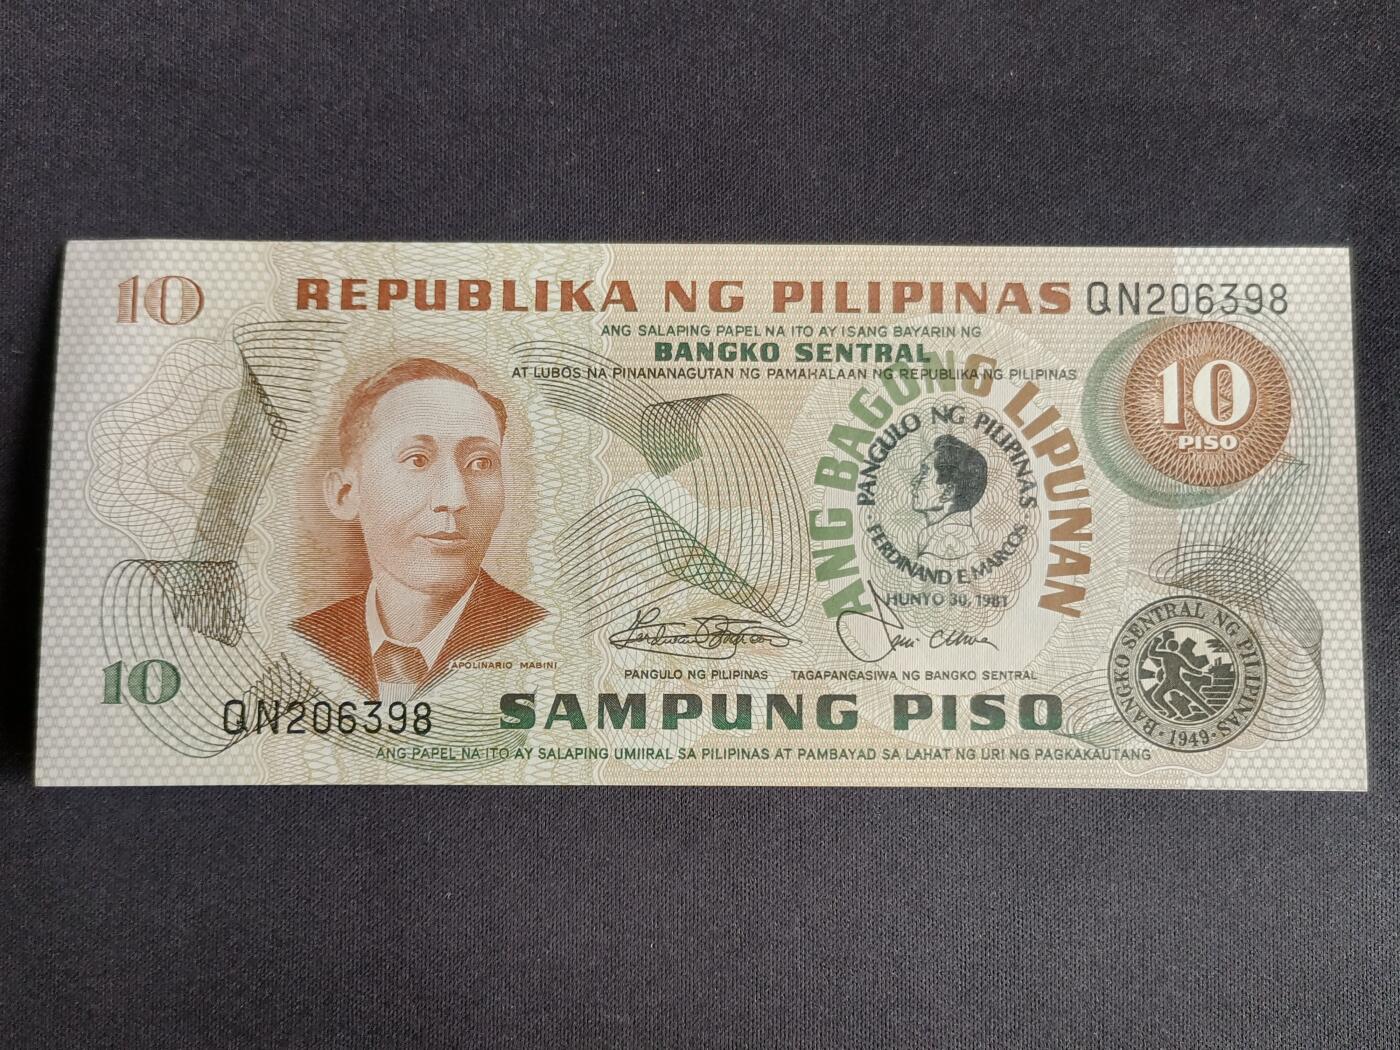 10
REPUBLIKA NG PILIPINAS
QN206398
ANG SALAPING PAPEL NA ITO AY ISANG BAYARIN NG
BANGKO SENTRAL
AT LUBOS NA PINANANAGUTAN NG PAMAHALAAN NG REPUBLIKA NG PILIPINAS
10
PISO
ANG BAGONG LIPUNAN
PANGULO NG PILIPINAS
FERDINAND E. MARCOS
HUNYO 30, 1981
BANGKO SENTRAL NG PILIPINAS
1949
APOLINARIO MABINI
PANGULO NG PILIPINAS
TAGAPANGASIWA NG BANGKO SENTRAL
10
QN206398
SAMPUNG PISO
ANG PAPEL NA ITO AY SALAPING UMIIRAL SA PILIPINAS AT PAMBAYAD SA LAHAT NG URI NG PAGKAKAUTANG